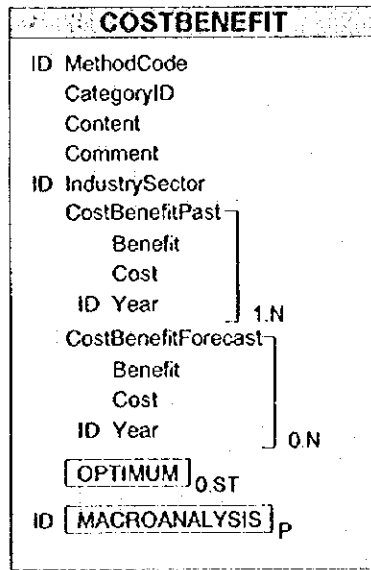 COSTBENEFIT
ID MethodCode
CategoryID
Content
Comment
ID IndustrySector
CostBenefitPast
Benefit
Cost
ID Year
1.N
CostBenefitForecast
Benefit
Cost
ID Year
0.N
OPTIMUM 0.ST
ID MACROANALYSIS P